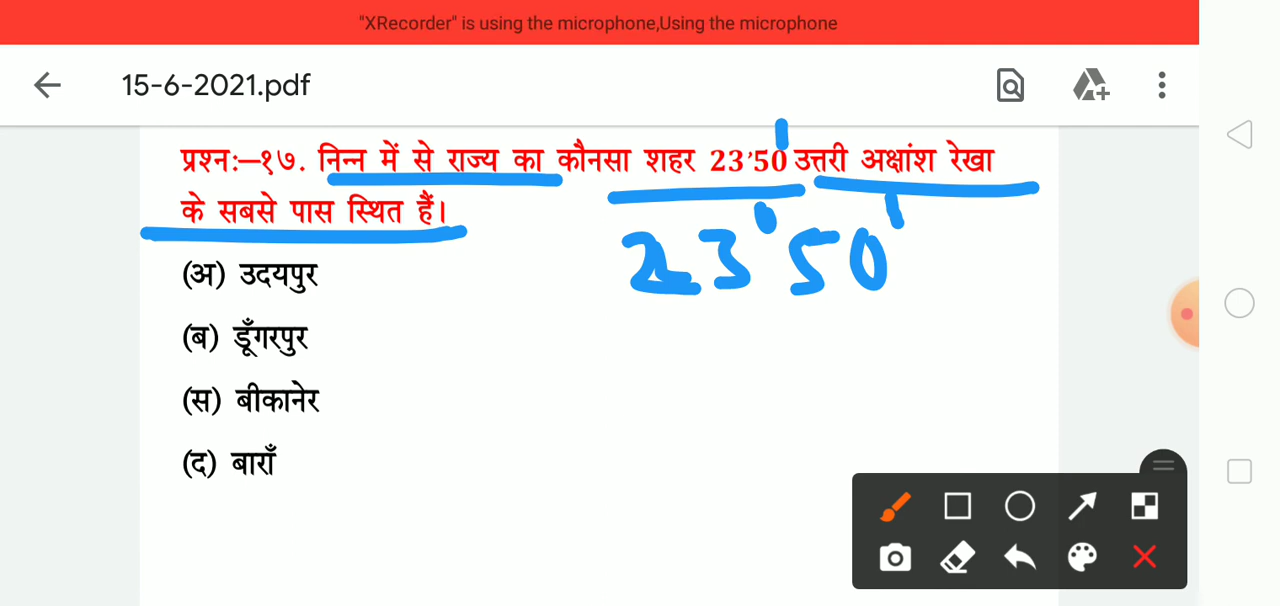 "XRecorder" is using the microphone,Using the microphone
15-6-2021.pdf
प्रश्नः–१७. निम्न में से राज्य का कौनसा शहर 23'50 उत्तरी अक्षांश रेखा
के सबसे पास स्थित हैं।
23°50'
(अ) उदयपुर
(ब) डूँगरपुर
(स) बीकानेर
(द) बाराँ